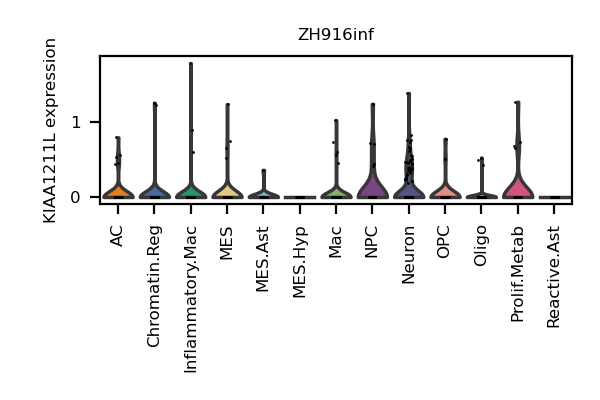 ZH916inf
KIAA1211L expression
1
0
AC
Chromatin.Reg
Inflammatory.Mac
MES
MES.Ast
MES.Hyp
Mac
NPC
Neuron
OPC
Oligo
Prolif.Metab
Reactive.Ast